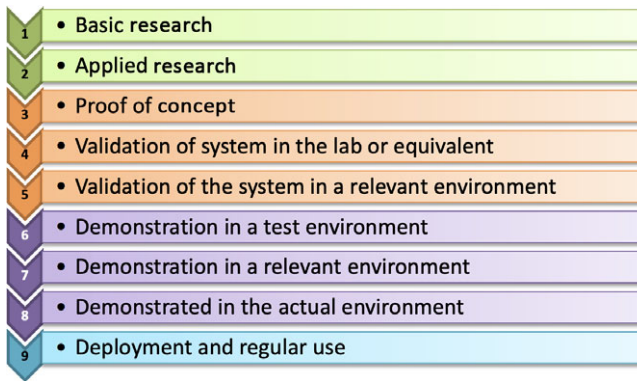 1 • Basic research
2 • Applied research
3 • Proof of concept
4 • Validation of system in the lab or equivalent
5 • Validation of the system in a relevant environment
6 • Demonstration in a test environment
7 • Demonstration in a relevant environment
8 • Demonstrated in the actual environment
9 • Deployment and regular use